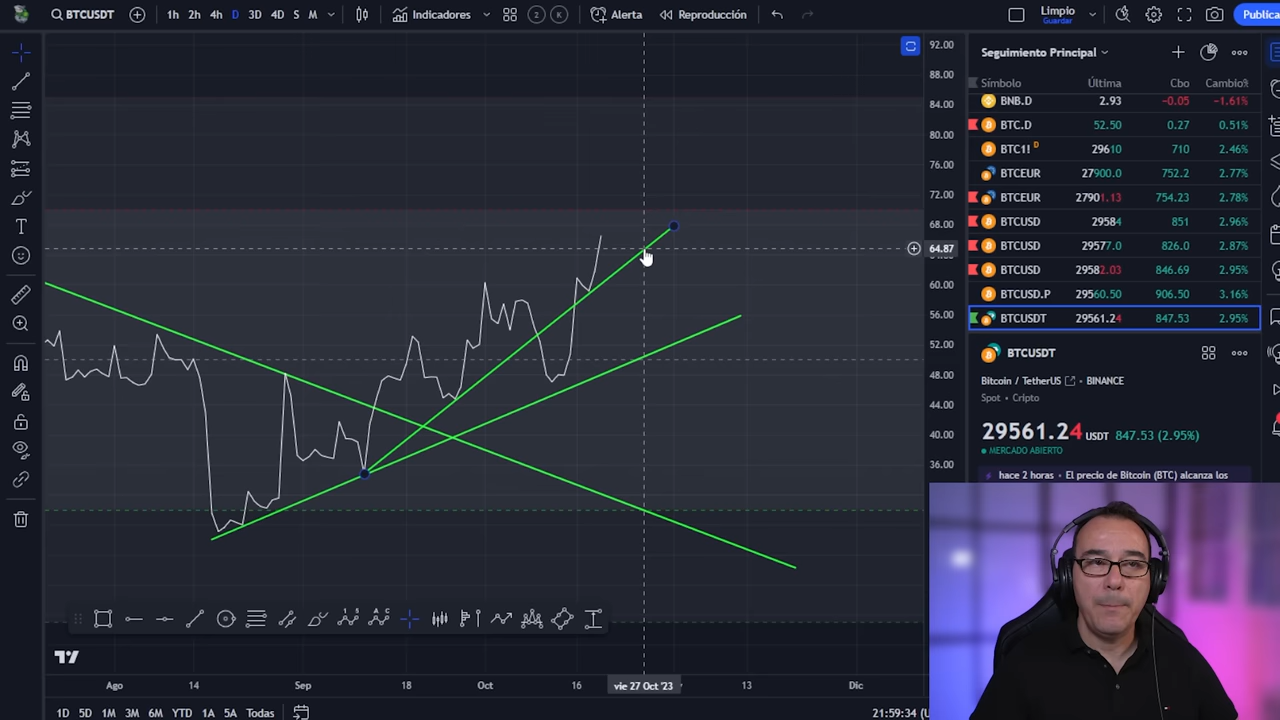 BTCUSDT 1h 2h 4h D 3D 4D S M Indicadores 2 K Alerta Reproducción Limpio Publica
Guardar
92.00
88.00
84.00
80.00
76.00
72.00
68.00
64.87
60.00
56.00
52.00
48.00
44.00
40.00
36.00
Seguimiento Principal
Símbolo Última Cbo Cambio%
BNB.D 2.93 −0.05 −1.61%
BTC.D 52.50 0.27 0.51%
BTC1! D 29610 710 2.46%
BTCEUR 27900.0 752.2 2.77%
BTCEUR 27901.13 754.23 2.78%
BTCUSD 29584 851 2.96%
BTCUSD 29577.0 826.0 2.87%
BTCUSD 29582.03 846.69 2.95%
BTCUSD.P 29560.50 906.50 3.16%
BTCUSDT 29561.24 847.53 2.95%
BTCUSDT
Bitcoin / TetherUS • BINANCE
Spot • Cripto
29561.24 USDT 847.53 (2.95%)
MERCADO ABIERTO
hace 2 horas • El precio de Bitcoin (BTC) alcanza los
Ago 14 Sep 18 Oct 16 vie 27 Oct '23 13 Dic
1D 5D 1M 3M 6M YTD 1A 5A Todas 21:59:34 (U